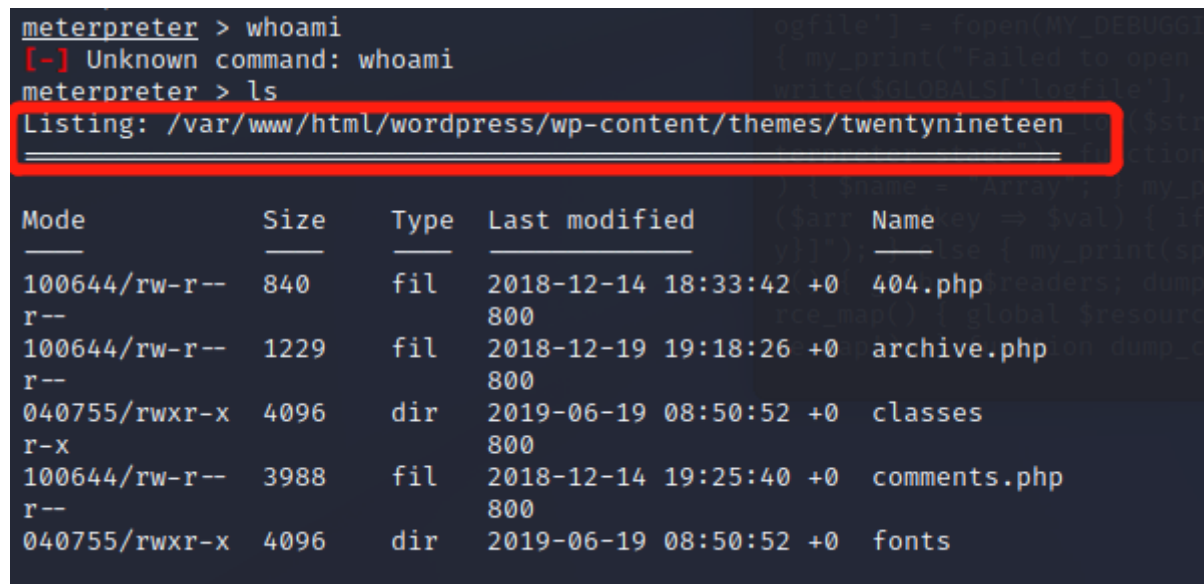 meterpreter > whoami
[-] Unknown command: whoami
meterpreter > ls
Listing: /var/www/html/wordpress/wp-content/themes/twentynineteen
Mode Size Type Last modified Name
100644/rw-r-- 840 fil 2018-12-14 18:33:42 +0 404.php
r-- 800
100644/rw-r-- 1229 fil 2018-12-19 19:18:26 +0 archive.php
r-- 800
040755/rwxr-x 4096 dir 2019-06-19 08:50:52 +0 classes
r-x 800
100644/rw-r-- 3988 fil 2018-12-14 19:25:40 +0 comments.php
r-- 800
040755/rwxr-x 4096 dir 2019-06-19 08:50:52 +0 fonts